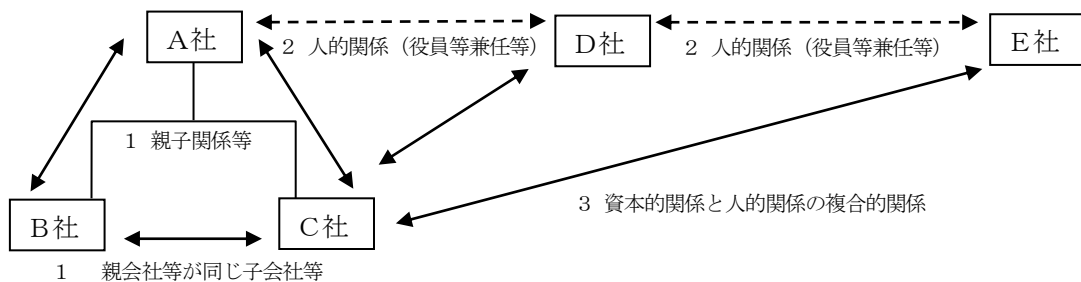 A社
2 人的関係（役員等兼任等）
D社
2 人的関係（役員等兼任等）
E社
1 親子関係等
B社
C社
3 資本的関係と人的関係の複合的関係
1 親会社等が同じ子会社等